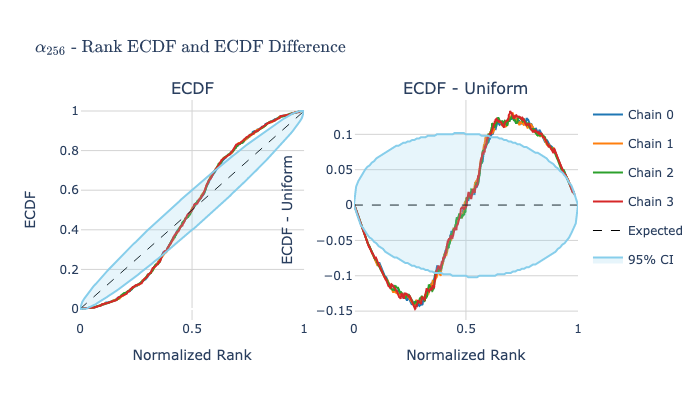 α₂₅₆ - Rank ECDF and ECDF Difference
ECDF
ECDF
1
0.8
0.6
0.4
0.2
0
0
0.5
1
Normalized Rank
ECDF - Uniform
ECDF - Uniform
0.1
0.05
0
−0.05
−0.1
−0.15
0
0.5
1
Normalized Rank
Chain 0
Chain 1
Chain 2
Chain 3
Expected
95% CI